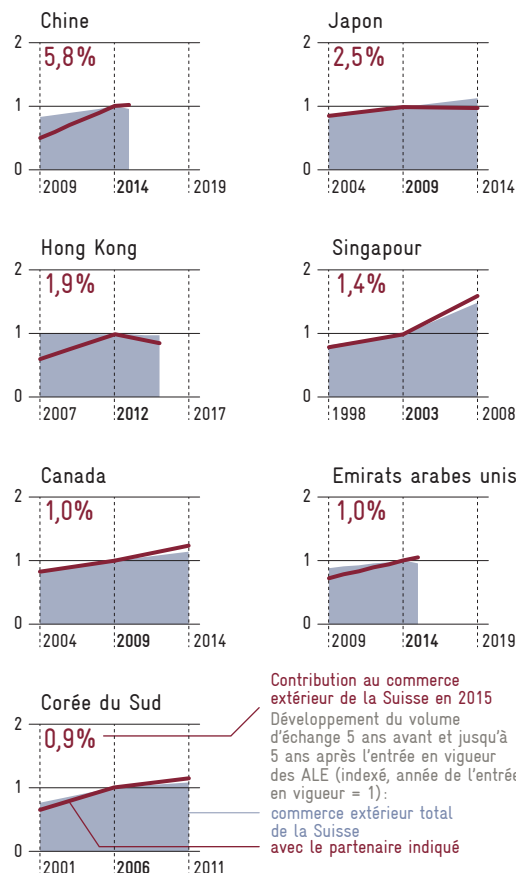 Chine
2
5,8%
1
0
2009
2014
2019
Japon
2
2,5%
1
0
2004
2009
2014
Hong Kong
2
1,9%
1
0
2007
2012
2017
Singapour
2
1,4%
1
0
1998
2003
2008
Canada
2
1,0%
1
0
2004
2009
2014
Emirats arabes unis
2
1,0%
1
0
2009
2014
2019
Corée du Sud
2
0,9%
1
0
2001
2006
2011
Contribution au commerce
extérieur de la Suisse en 2015
Développement du volume
d'échange 5 ans avant et jusqu'à
5 ans après l'entrée en vigueur
des ALE (indexé, année de l'entrée
en vigueur = 1):
commerce extérieur total
de la Suisse
avec le partenaire indiqué